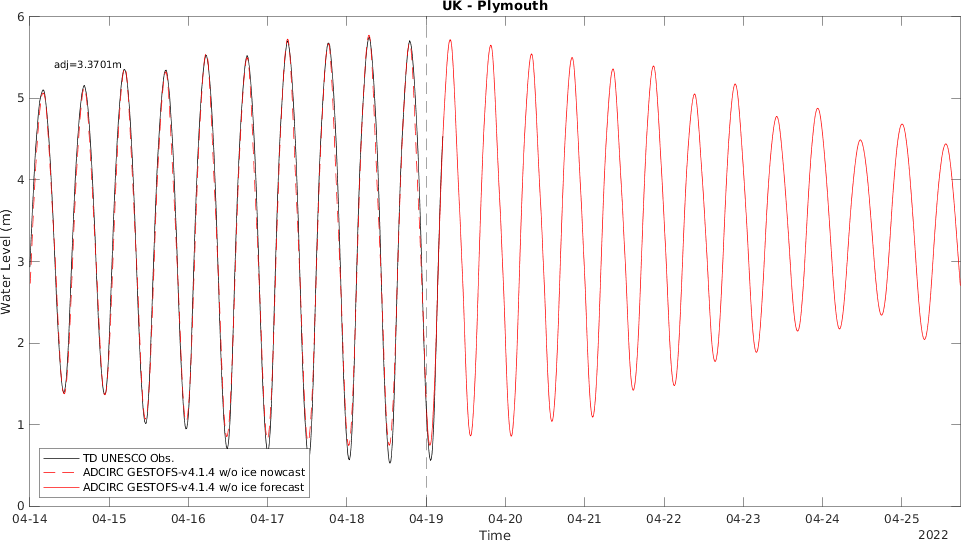 UK - Plymouth
6
adj=3.3701m
5
4
3
2
1
0
Water Level (m)
TD UNESCO Obs.
ADCIRC GESTOFS-v4.1.4 w/o ice nowcast
ADCIRC GESTOFS-v4.1.4 w/o ice forecast
04-14 04-15 04-16 04-17 04-18 04-19 04-20 04-21 04-22 04-23 04-24 04-25
Time
2022